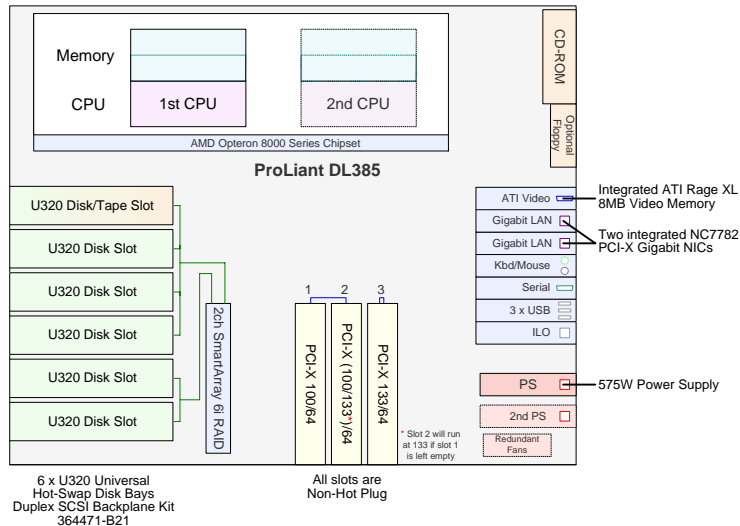 Memory
CPU
1st CPU
2nd CPU
AMD Opteron 8000 Series Chipset
CD-ROM
Optional
Floppy
ProLiant DL385
U320 Disk/Tape Slot
U320 Disk Slot
U320 Disk Slot
U320 Disk Slot
U320 Disk Slot
U320 Disk Slot
2ch SmartArray 6i RAID
1
2
3
PCI-X 100/64
PCI-X (100/133*)/64
PCI-X 133/64
* Slot 2 will run
at 133 if slot 1
is left empty
ATI Video
Gigabit LAN
Gigabit LAN
Kbd/Mouse
Serial
3 x USB
ILO
Integrated ATI Rage XL
8MB Video Memory
Two integrated NC7782
PCI-X Gigabit NICs
PS
575W Power Supply
2nd PS
Redundant
Fans
6 x U320 Universal
Hot-Swap Disk Bays
Duplex SCSI Backplane Kit
364471-B21
All slots are
Non-Hot Plug